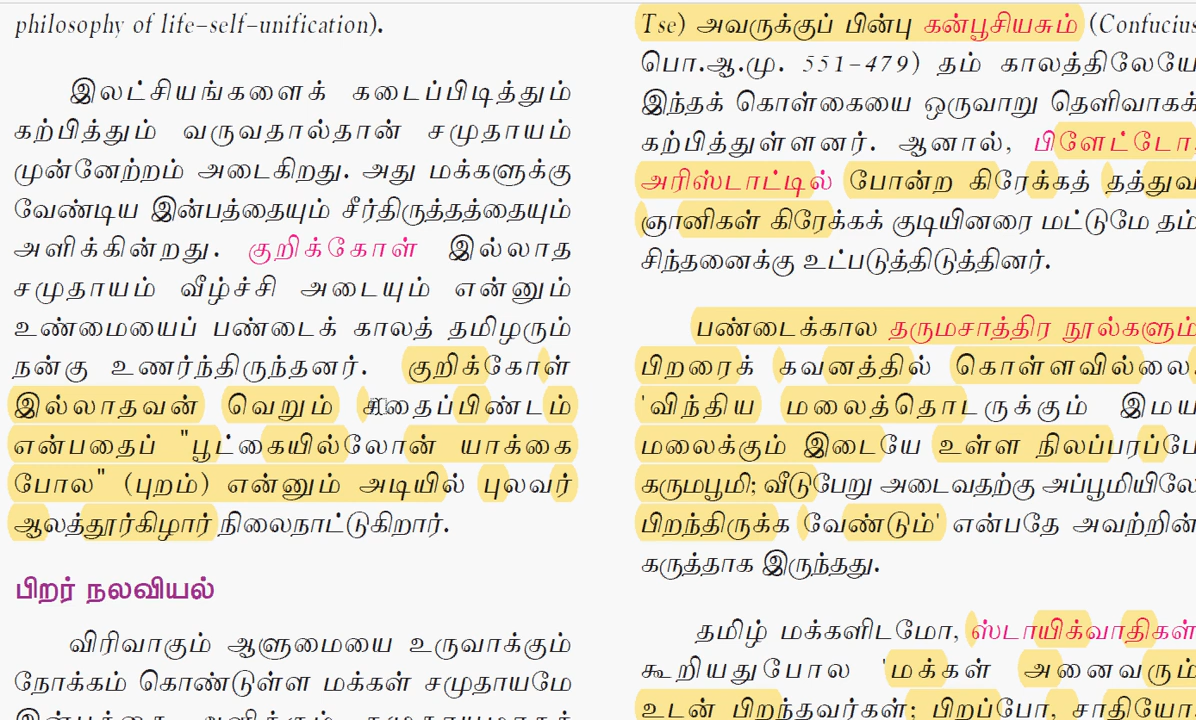 philosophy of life-self-unification).
இலட்சியங்களைக் கடைப்பிடித்தும்
கற்பித்தும் வருவதால்தான் சமுதாயம்
முன்னேற்றம் அடைகிறது. அது மக்களுக்கு
வேண்டிய இன்பத்தையும் சீர்திருத்தத்தையும்
அளிக்கின்றது. குறிக்கோள் இல்லாத
சமுதாயம் வீழ்ச்சி அடையும் என்னும்
உண்மையைப் பண்டைக் காலத் தமிழரும்
நன்கு உணர்ந்திருந்தனர். குறிக்கோள்
இல்லாதவன் வெறும் சதைப்பிண்டம்
என்பதைப் "பூட்கையில்லோன் யாக்கை
போல" (புறம்) என்னும் அடியில் புலவர்
ஆலத்தூர்கிழார் நிலைநாட்டுகிறார்.
பிறர் நலவியல்
விரிவாகும் ஆளுமையை உருவாக்கும்
நோக்கம் கொண்டுள்ள மக்கள் சமுதாயமே
Tse) அவருக்குப் பின்பு கன்பூசியசும் (Confucius
பொ.ஆ.மு. 551-479) தம் காலத்திலேயே
இந்தக் கொள்கையை ஒருவாறு தெளிவாகக்
கற்பித்துள்ளனர். ஆனால், பிளேட்டோ,
அரிஸ்டாட்டில் போன்ற கிரேக்கத் தத்துவ
ஞானிகள் கிரேக்கக் குடியினரை மட்டுமே தம்
சிந்தனைக்கு உட்படுத்திடுத்தினர்.
பண்டைக்கால தருமசாத்திர நூல்களும்
பிறரைக் கவனத்தில் கொள்ளவில்லை.
'விந்திய மலைத்தொடருக்கும் இமய
மலைக்கும் இடையே உள்ள நிலப்பரப்பே
கருமபூமி; வீடுபேறு அடைவதற்கு அப்பூமியிலே
பிறந்திருக்க வேண்டும்' என்பதே அவற்றின்
கருத்தாக இருந்தது.
தமிழ் மக்களிடமோ, ஸ்டாயிக்வாதிகள்
கூறியதுபோல 'மக்கள் அனைவரும்
உடன் பிறந்தவர்கள்; பிறப்போ, சாதியோ